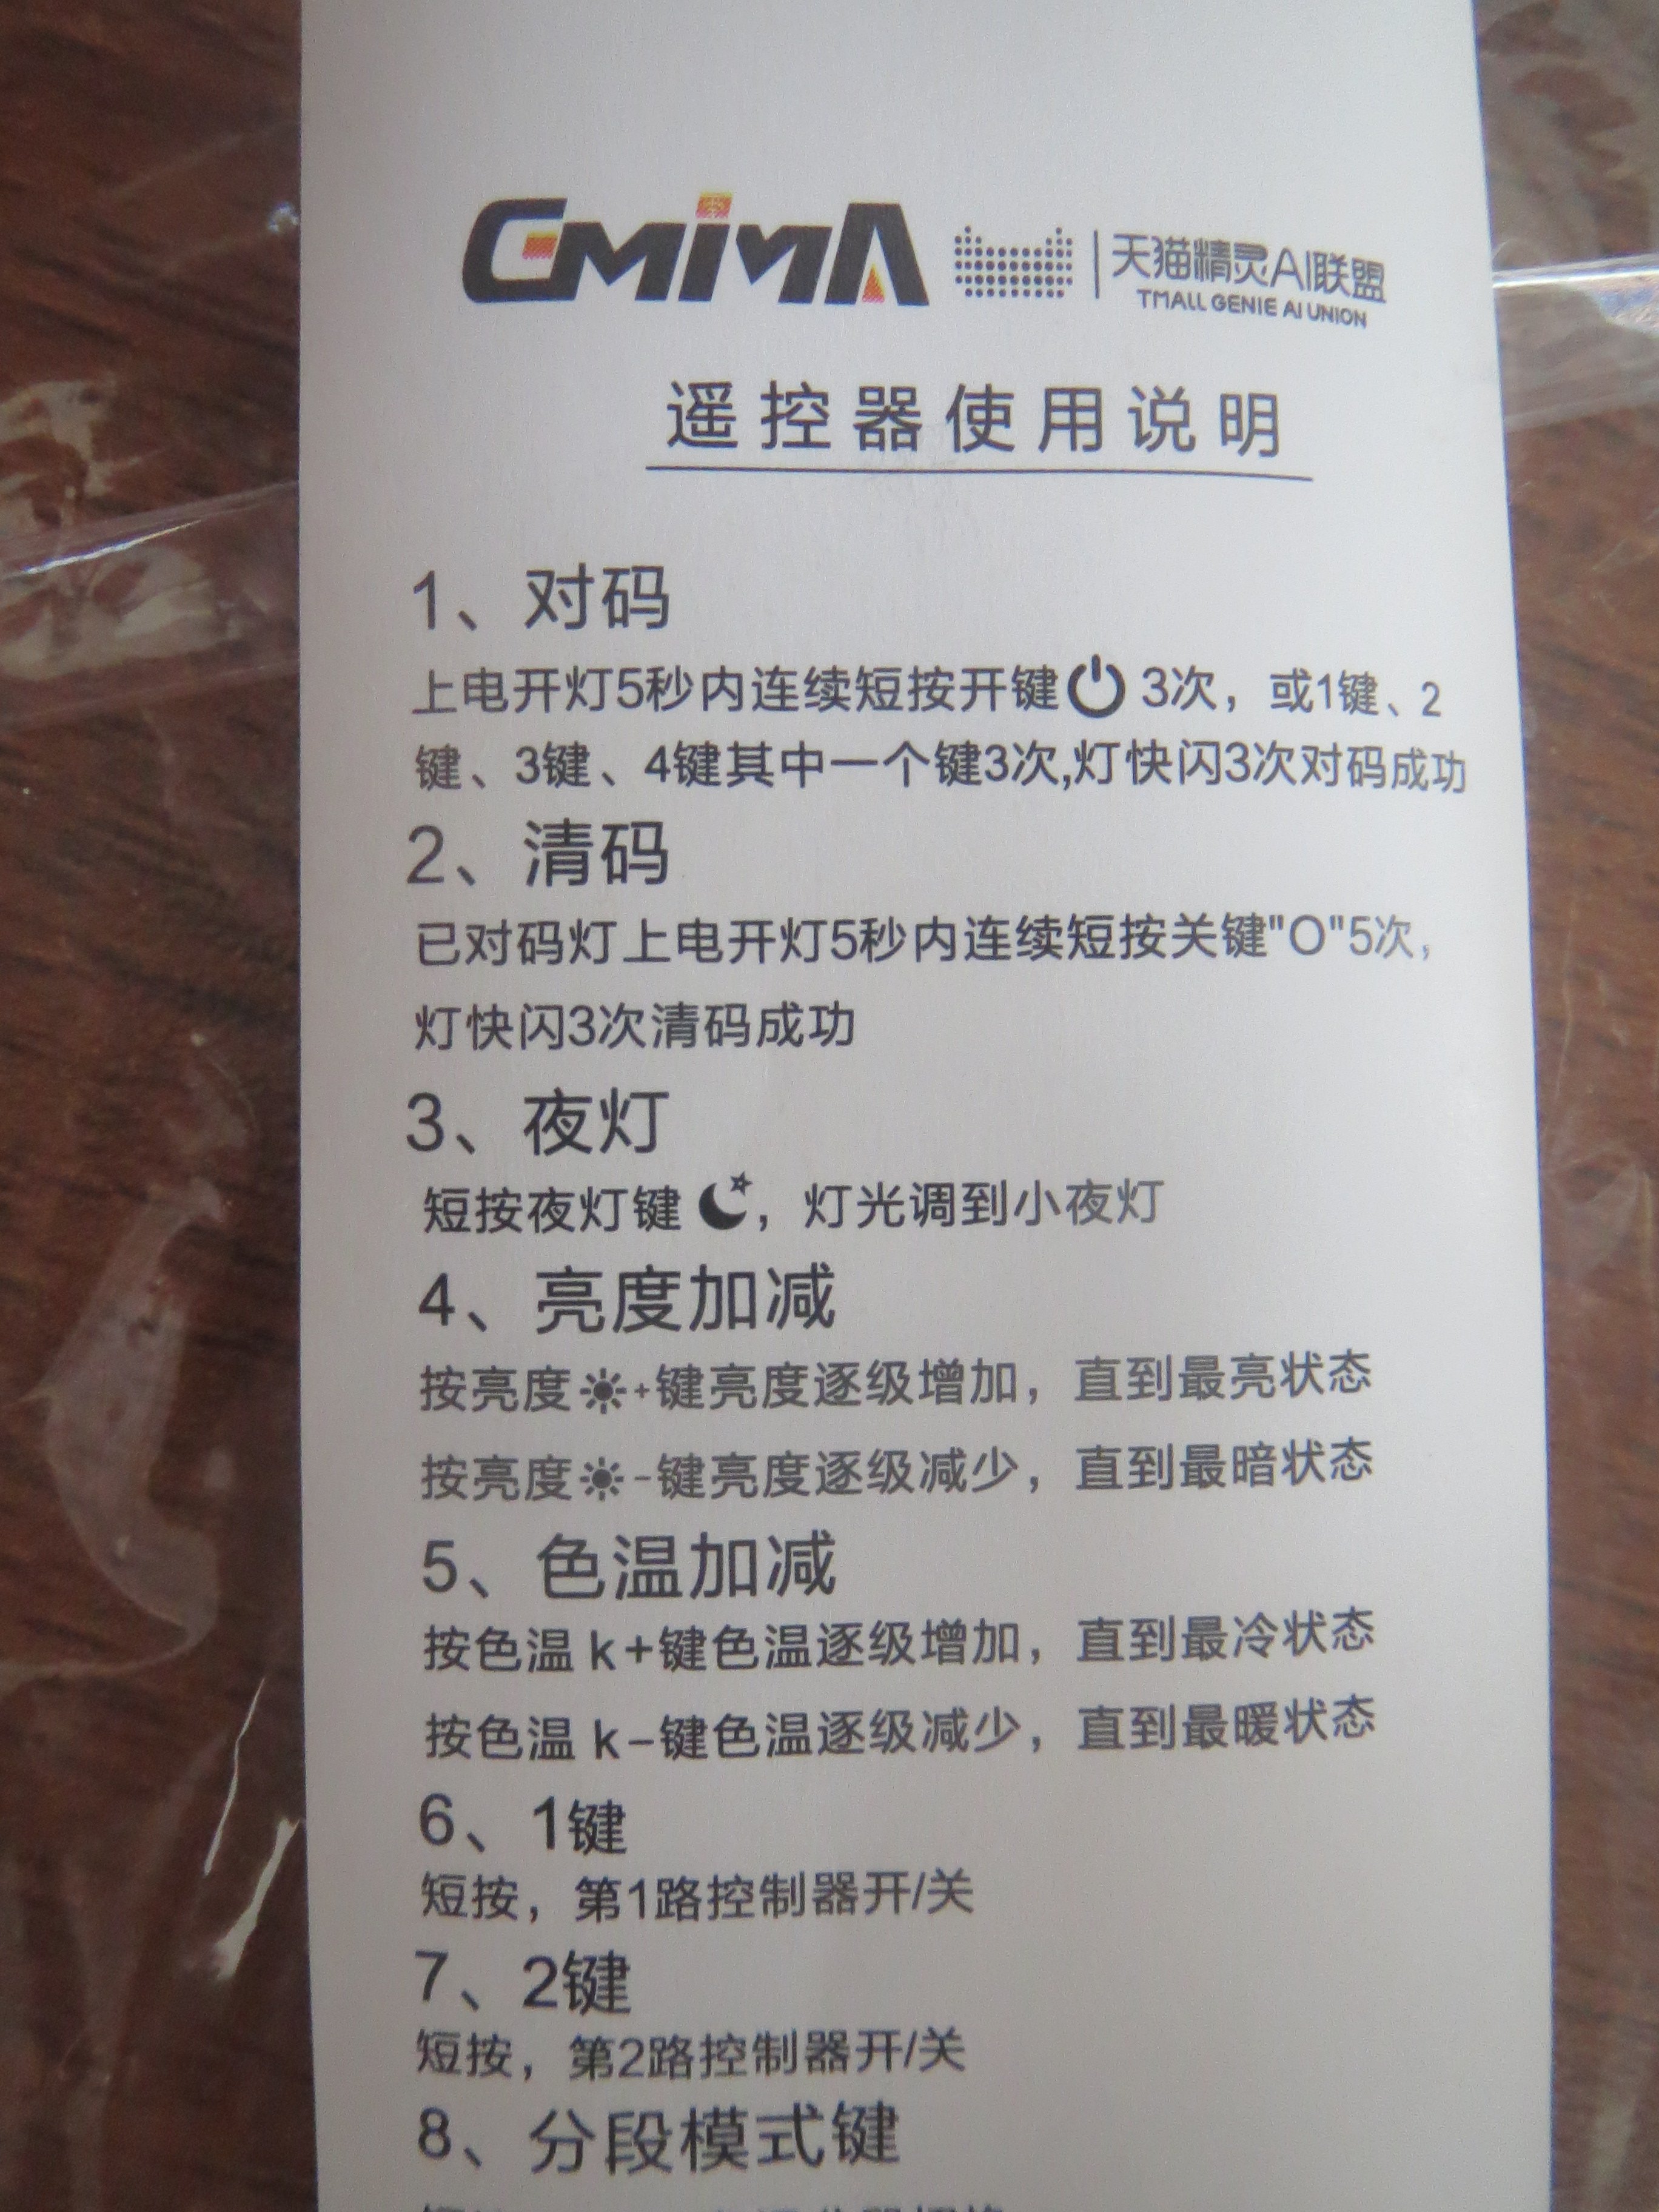 CMIMA
天猫精灵AI联盟
TMALL GENIE AI UNION
遥控器使用说明
1、对码
上电开灯5秒内连续短按开键 3次，或1键、2
键、3键、4键其中一个键3次,灯快闪3次对码成功
2、清码
已对码灯上电开灯5秒内连续短按关键"O"5次，
灯快闪3次清码成功
3、夜灯
短按夜灯键 ，灯光调到小夜灯
4、亮度加减
按亮度☀+键亮度逐级增加，直到最亮状态
按亮度☀-键亮度逐级减少，直到最暗状态
5、色温加减
按色温 k+键色温逐级增加，直到最冷状态
按色温 k-键色温逐级减少，直到最暖状态
6、1键
短按，第1路控制器开/关
7、2键
短按，第2路控制器开/关
8、分段模式键